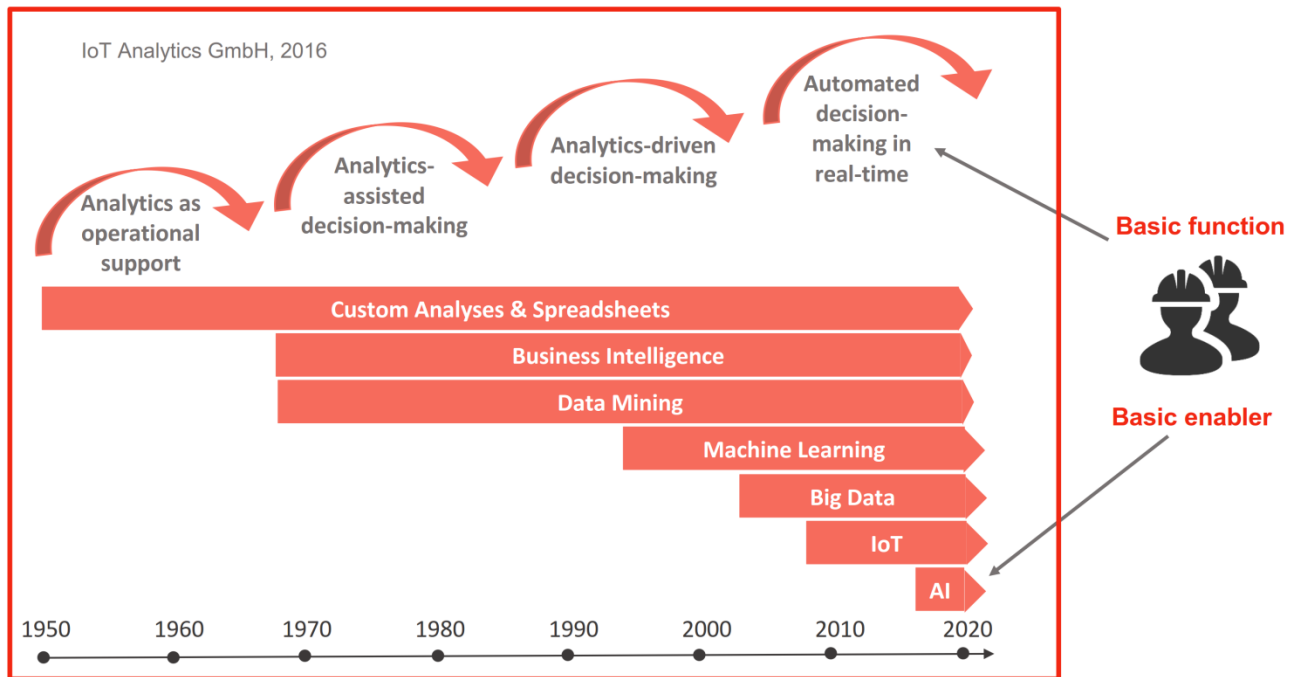 IoT Analytics GmbH, 2016
Analytics as
operational
support
Analytics-
assisted
decision-making
Analytics-driven
decision-making
Automated
decision-
making in
real-time
Basic function
Custom Analyses & Spreadsheets
Business Intelligence
Data Mining
Basic enabler
Machine Learning
Big Data
IoT
AI
1950 1960 1970 1980 1990 2000 2010 2020